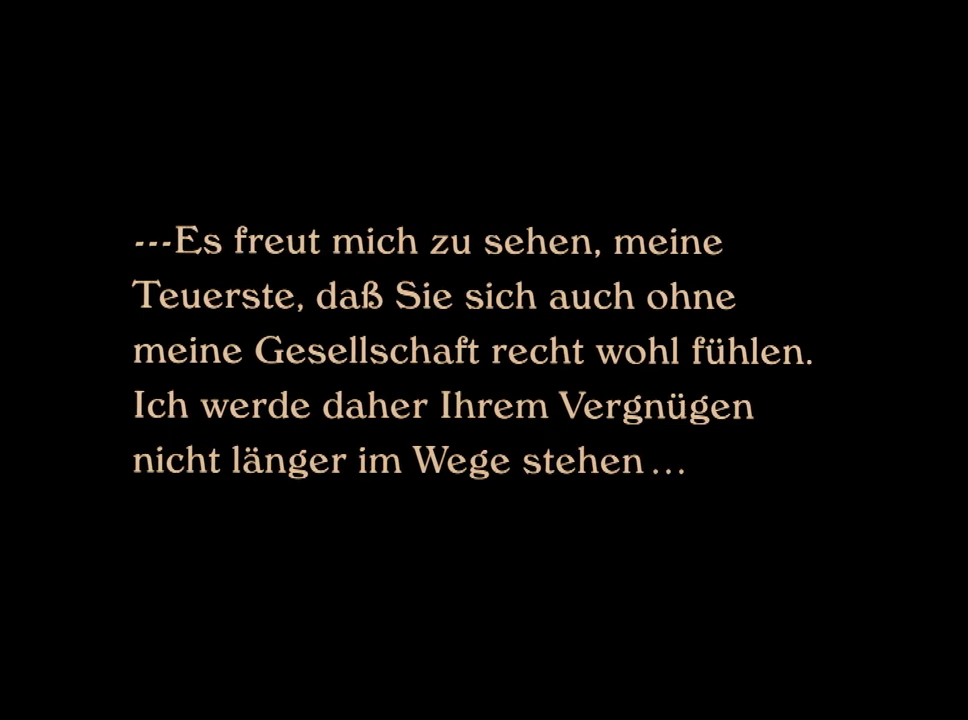 ---Es freut mich zu sehen, meine
Teuerste, daß Sie sich auch ohne
meine Gesellschaft recht wohl fühlen.
Ich werde daher Ihrem Vergnügen
nicht länger im Wege stehen...